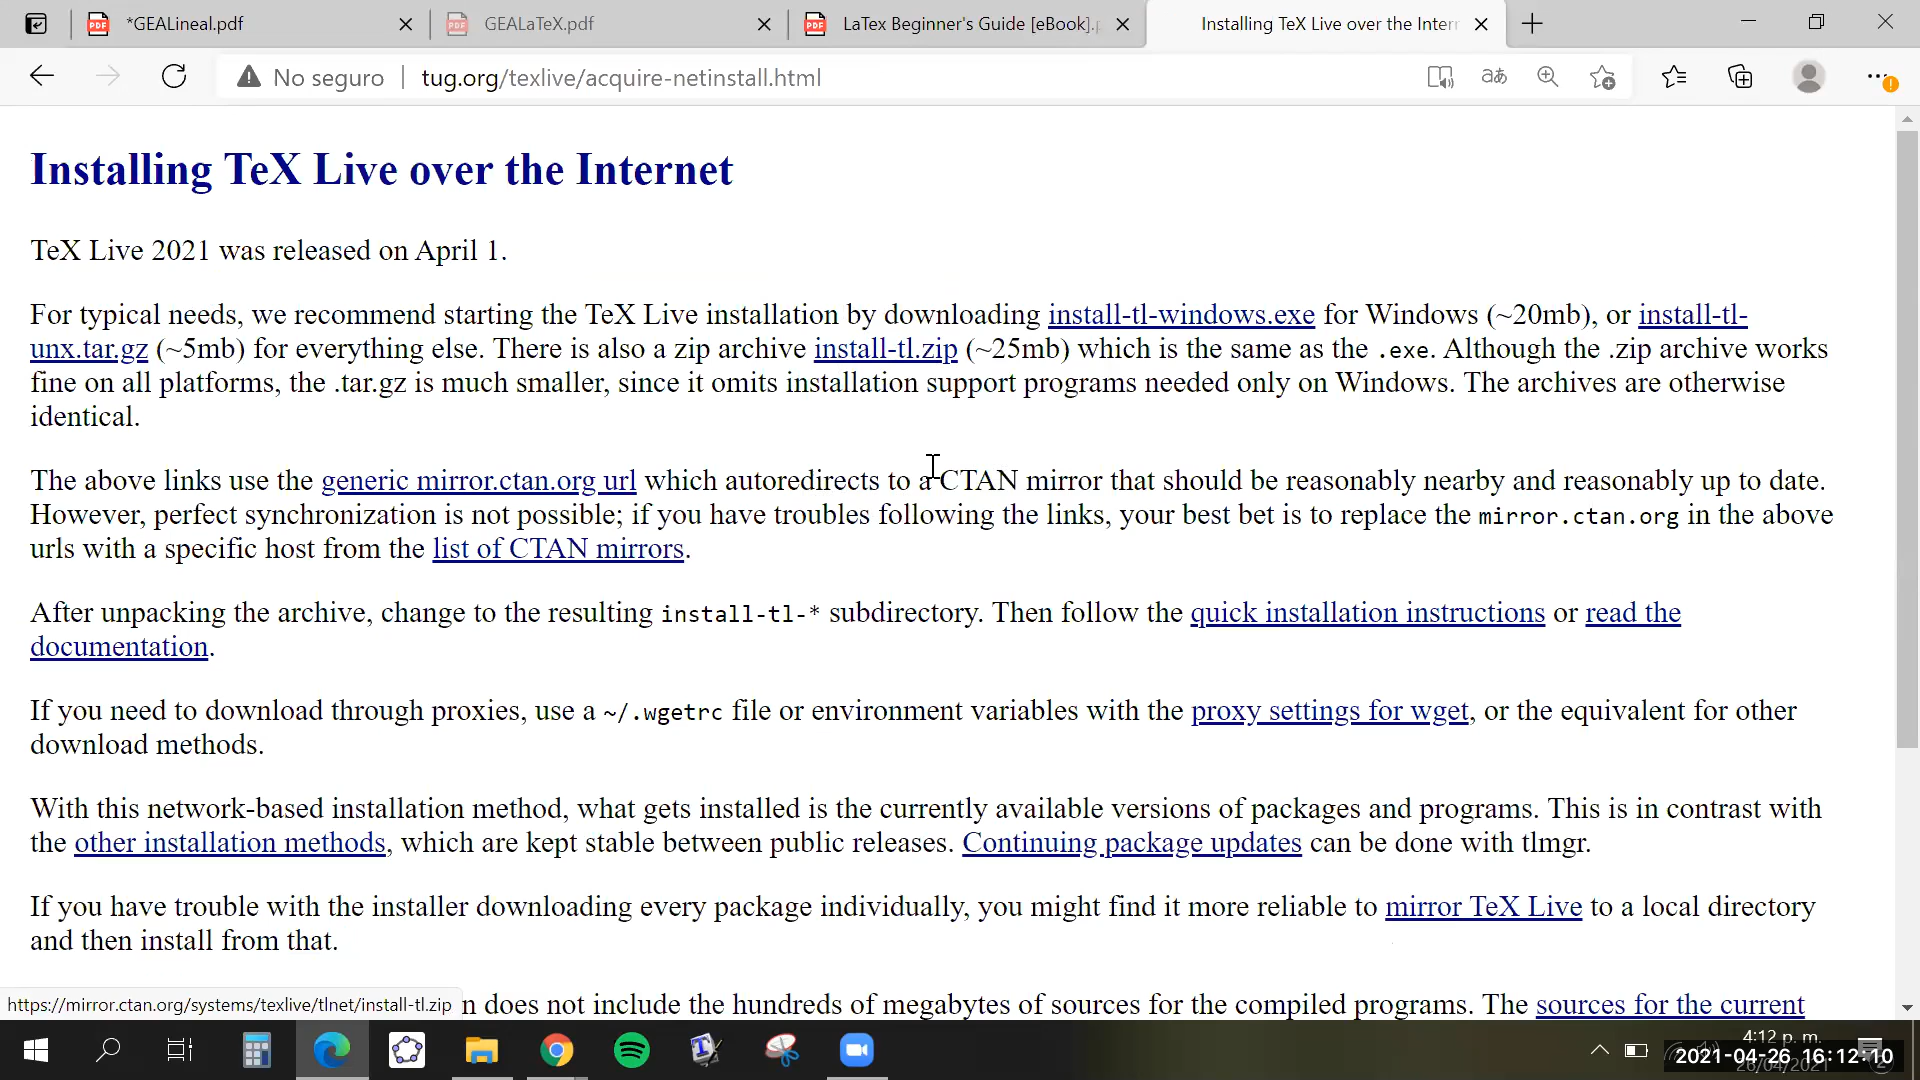 *GEALineal.pdf
GEALaTeX.pdf
LaTex Beginner's Guide [eBook].p
Installing TeX Live over the Inter
No seguro
tug.org/texlive/acquire-netinstall.html
Installing TeX Live over the Internet
TeX Live 2021 was released on April 1.
For typical needs, we recommend starting the TeX Live installation by downloading install-tl-windows.exe for Windows (~20mb), or install-tl-
unx.tar.gz (~5mb) for everything else. There is also a zip archive install-tl.zip (~25mb) which is the same as the .exe. Although the .zip archive works
fine on all platforms, the .tar.gz is much smaller, since it omits installation support programs needed only on Windows. The archives are otherwise
identical.
The above links use the generic mirror.ctan.org url which autoredirects to a CTAN mirror that should be reasonably nearby and reasonably up to date.
However, perfect synchronization is not possible; if you have troubles following the links, your best bet is to replace the mirror.ctan.org in the above
urls with a specific host from the list of CTAN mirrors.
After unpacking the archive, change to the resulting install-tl-* subdirectory. Then follow the quick installation instructions or read the
documentation.
If you need to download through proxies, use a ~/.wgetrc file or environment variables with the proxy settings for wget, or the equivalent for other
download methods.
With this network-based installation method, what gets installed is the currently available versions of packages and programs. This is in contrast with
the other installation methods, which are kept stable between public releases. Continuing package updates can be done with tlmgr.
If you have trouble with the installer downloading every package individually, you might find it more reliable to mirror TeX Live to a local directory
and then install from that.
https://mirror.ctan.org/systems/texlive/tlnet/install-tl.zip
n does not include the hundreds of megabytes of sources for the compiled programs. The sources for the current
4:12 p. m.
2021-04-26 16:12:10
26/04/2021